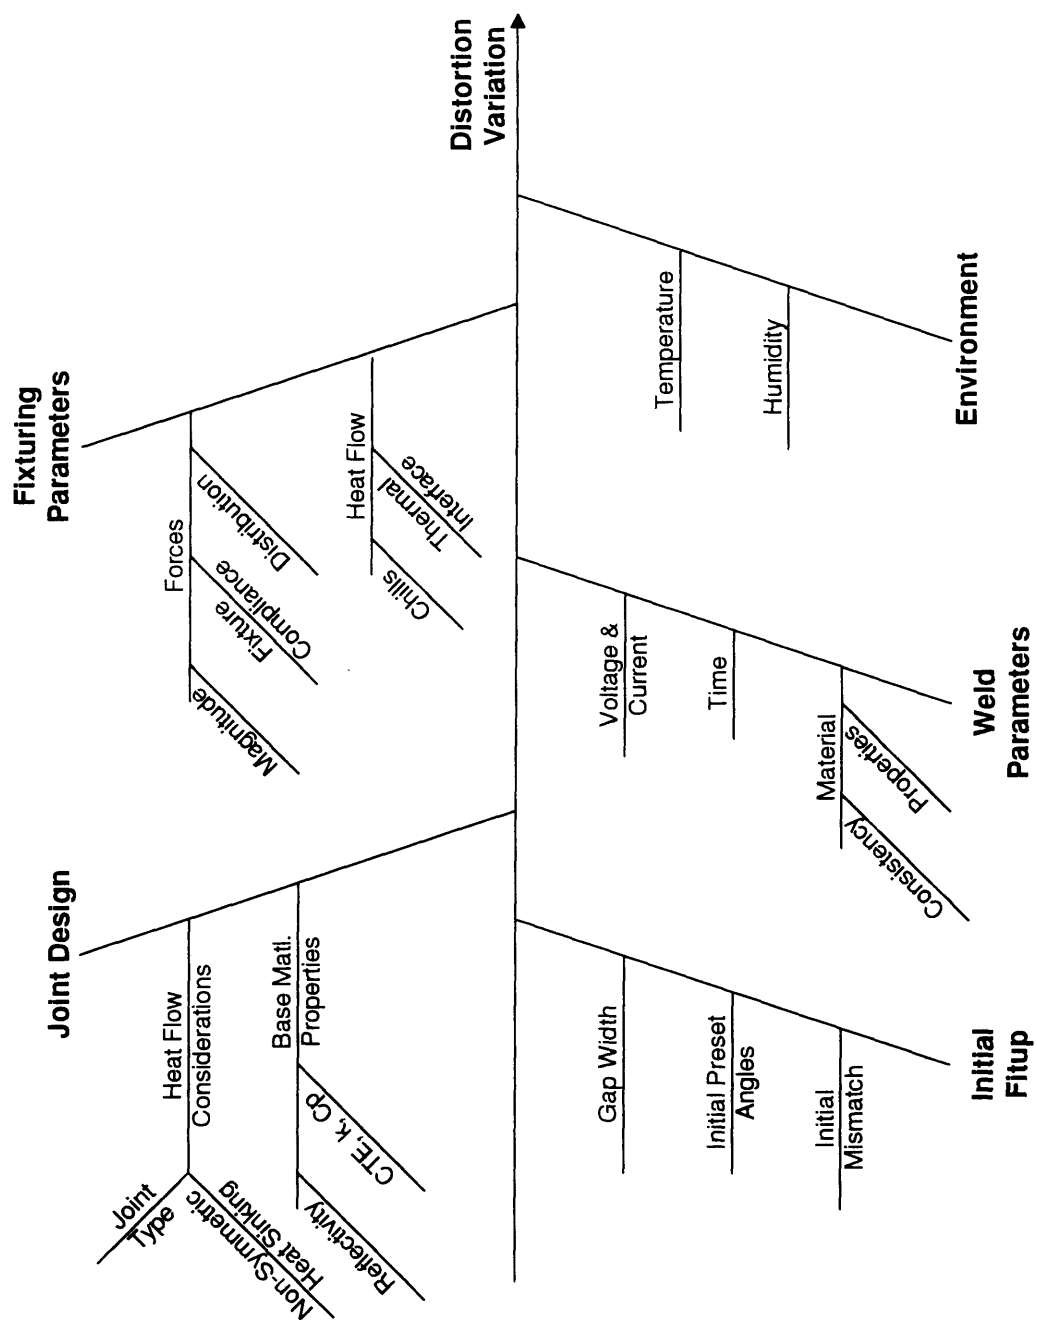 Joint Design
Heat Flow
Considerations
Joint
Type
Non-Symmetric
Heat Sinking
Base Matl.
Properties
CTE, k, Cp
Reflectivity
Fixturing
Parameters
Forces
Distribution
Fixture
Compliance
Magnitude
Heat Flow
Thermal
Interface
Chills
Distortion
Variation
Initial
Fitup
Gap Width
Initial Preset
Angles
Initial
Mismatch
Weld
Parameters
Voltage &
Current
Time
Material
Properties
Consistency
Environment
Temperature
Humidity